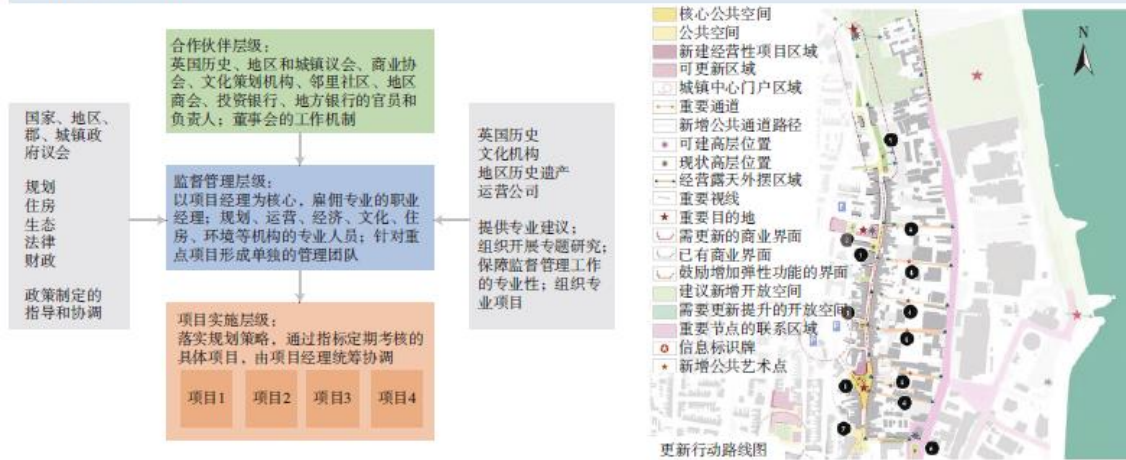 合作伙伴层级：
英国历史、地区和城镇议会、商业协
会、文化策划机构、邻里社区、地区
商会、投资银行、地方银行的官员和
负责人；董事会的工作机制
国家、地区、
郡、城镇政
府议会
规划
住房
生态
法律
财政
政策制定的
指导和协调
监督管理层级：
以项目经理为核心，雇佣专业的职业
经理；规划、运营、经济、文化、住
房、环境等机构的专业人员；针对重
点项目形成单独的管理团队
英国历史
文化机构
地区历史遗产
运营公司
提供专业建议；
组织开展专题研究；
保障监督管理工作
的专业性；组织专
业项目
项目实施层级：
落实规划策略，通过指标定期考核的
具体项目，由项目经理统筹协调
项目1
项目2
项目3
项目4
核心公共空间
公共空间
新建经营性项目区域
可更新区域
城镇中心门户区域
重要通道
新增公共通道路径
可建高层位置
现状高层位置
经营露天外摆区域
重要视线
重要目的地
需更新的商业界面
已有商业界面
鼓励增加弹性功能的界面
建议新增开放空间
需要更新提升的开放空间
重要节点的联系区域
信息标识牌
新增公共艺术点
更新行动路线图
N